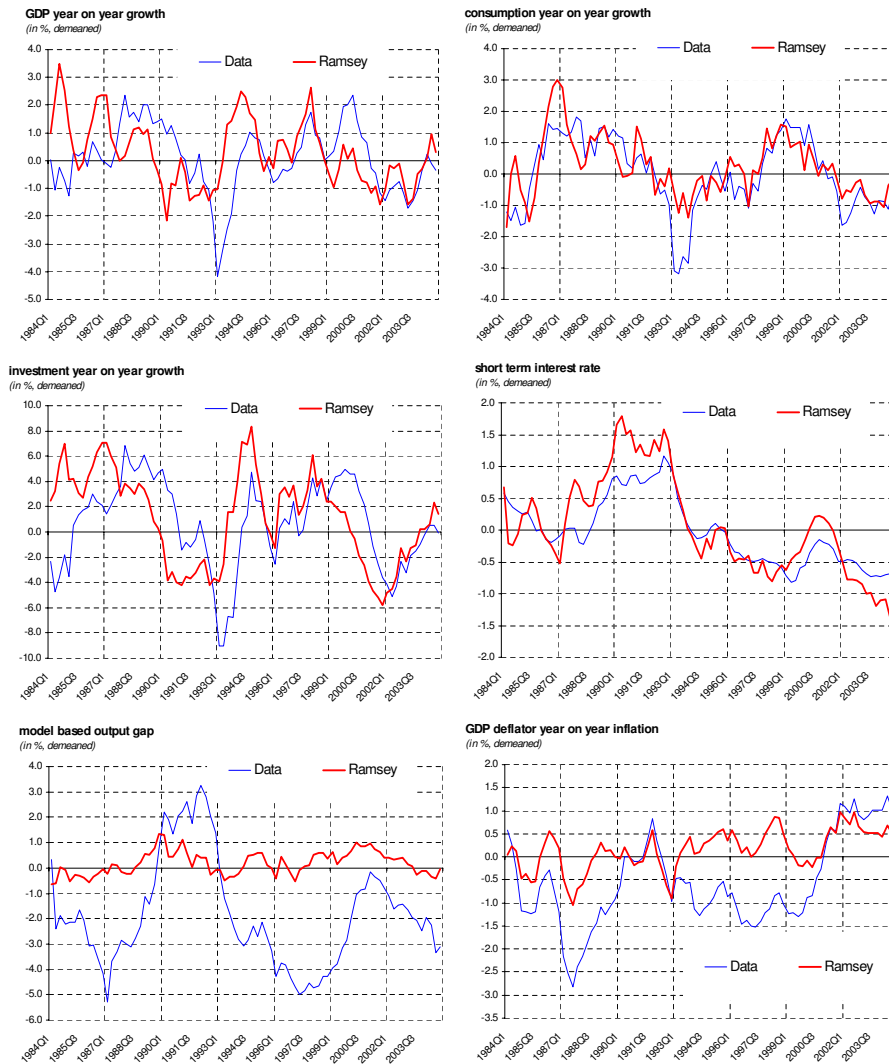 GDP year on year growth
(in %, demeaned)
Data
Ramsey
4.0
3.0
2.0
1.0
0.0
-1.0
-2.0
-3.0
-4.0
-5.0
1984Q1
1985Q3
1987Q1
1988Q3
1990Q1
1991Q3
1993Q1
1994Q3
1996Q1
1997Q3
1999Q1
2000Q3
2002Q1
2003Q3
consumption year on year growth
(in %, demeaned)
Data
Ramsey
4.0
3.0
2.0
1.0
0.0
-1.0
-2.0
-3.0
-4.0
1984Q1
1985Q3
1987Q1
1988Q3
1990Q1
1991Q3
1993Q1
1994Q3
1996Q1
1997Q3
1999Q1
2000Q3
2002Q1
2003Q3
investment year on year growth
(in %, demeaned)
Data
Ramsey
10.0
8.0
6.0
4.0
2.0
0.0
-2.0
-4.0
-6.0
-8.0
-10.0
1984Q1
1985Q3
1987Q1
1988Q3
1990Q1
1991Q3
1993Q1
1994Q3
1996Q1
1997Q3
1999Q1
2000Q3
2002Q1
2003Q3
short term interest rate
(in %, demeaned)
Data
Ramsey
2.0
1.5
1.0
0.5
0.0
-0.5
-1.0
-1.5
-2.0
1984Q1
1985Q3
1987Q1
1988Q3
1990Q1
1991Q3
1993Q1
1994Q3
1996Q1
1997Q3
1999Q1
2000Q3
2002Q1
2003Q3
model based output gap
(in %, demeaned)
Data
Ramsey
4.0
3.0
2.0
1.0
0.0
-1.0
-2.0
-3.0
-4.0
-5.0
-6.0
1984Q1
1985Q3
1987Q1
1988Q3
1990Q1
1991Q3
1993Q1
1994Q3
1996Q1
1997Q3
1999Q1
2000Q3
2002Q1
2003Q3
GDP deflator year on year inflation
(in %, demeaned)
2.0
1.5
1.0
0.5
0.0
-0.5
-1.0
-1.5
-2.0
-2.5
-3.0
-3.5
Data
Ramsey
1984Q1
1985Q3
1987Q1
1988Q3
1990Q1
1991Q3
1993Q1
1994Q3
1996Q1
1997Q3
1999Q1
2000Q3
2002Q1
2003Q3